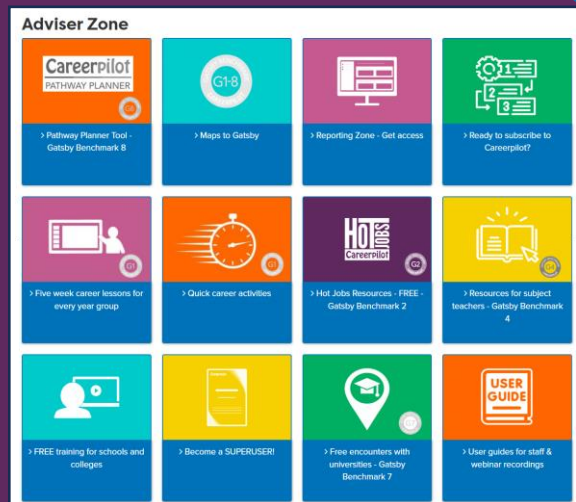 Adviser Zone
Careerpilot
PATHWAY PLANNER
G8
> Pathway Planner Tool -
Gatsby Benchmark 8
G1-8
> Maps to Gatsby
> Reporting Zone - Get access
1
2
3
> Ready to subscribe to
Careerpilot?
G1
> Five week career lessons for
every year group
G1
> Quick career activities
HOT JOBS
Careerpilot
G2
> Hot Jobs Resources - FREE -
Gatsby Benchmark 2
G4
> Resources for subject
teachers - Gatsby Benchmark
4
> FREE training for schools and
colleges
> Become a SUPERUSER!
> Free encounters with
universities - Gatsby
Benchmark 7
USER
GUIDE
> User guides for staff &
webinar recordings